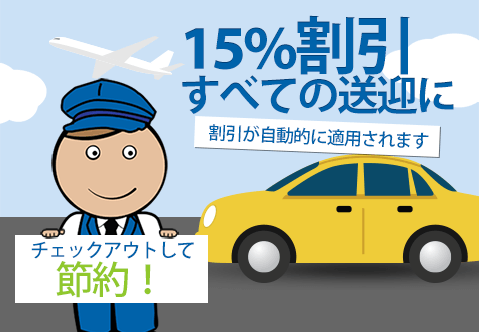 15%割引
すべての送迎に
割引が自動的に適用されます
チェックアウトして
節約！